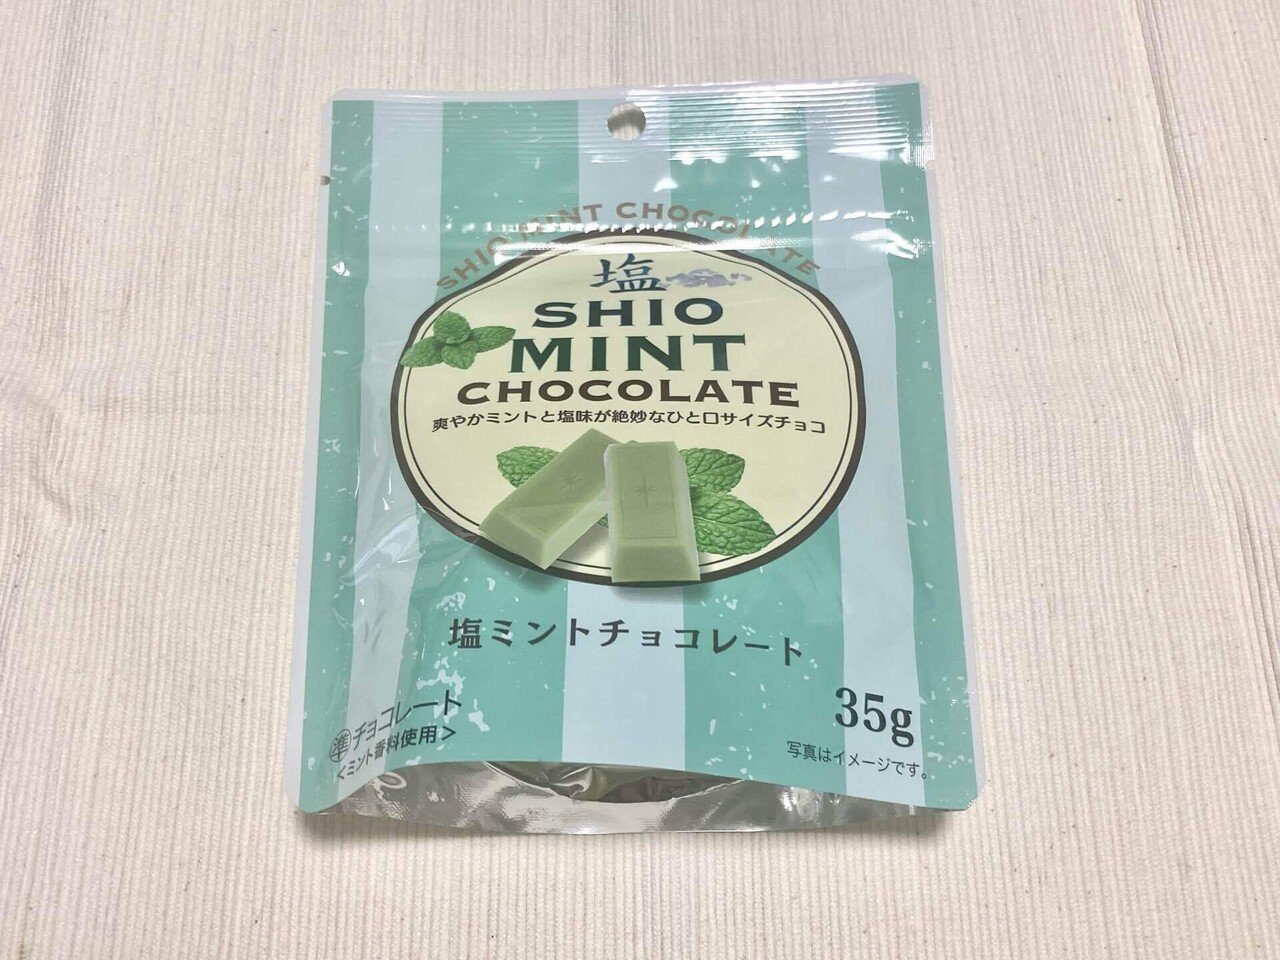 SHIO MINT CHOCOLATE
塩
SHIO
MINT
CHOCOLATE
爽やかミントと塩味が絶妙なひと口サイズチョコ
塩ミントチョコレート
準チョコレート
<ミント香料使用>
35g
写真はイメージです。